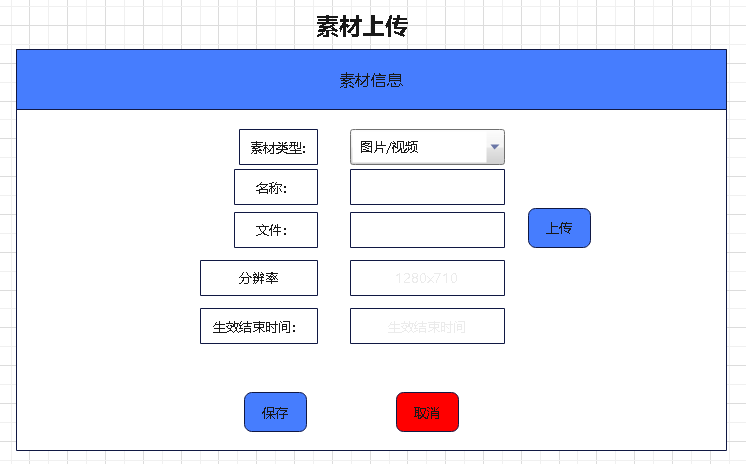 素材上传
素材信息
素材类型: 图片/视频
名称：
文件： 上传
分辨率 1280x710
生效结束时间： 生效结束时间
保存 取消